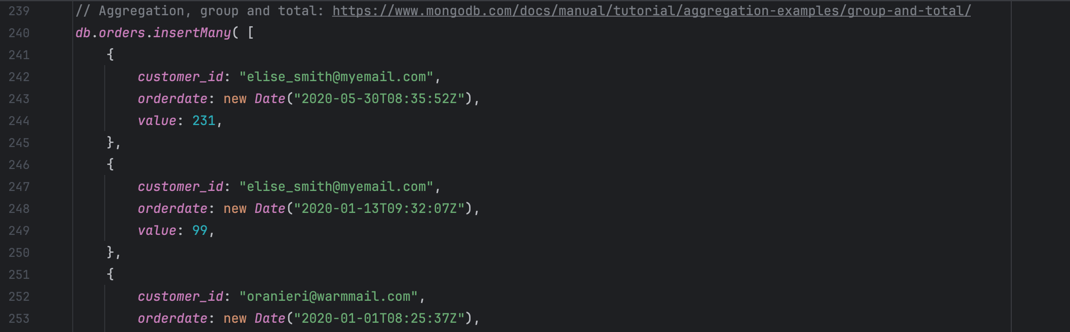 239 // Aggregation, group and total: https://www.mongodb.com/docs/manual/tutorial/aggregation-examples/group-and-total/
240 db.orders.insertMany( [
241 {
242 customer_id: "elise_smith@myemail.com",
243 orderdate: new Date("2020-05-30T08:35:52Z"),
244 value: 231,
245 },
246 {
247 customer_id: "elise_smith@myemail.com",
248 orderdate: new Date("2020-01-13T09:32:07Z"),
249 value: 99,
250 },
251 {
252 customer_id: "oranieri@warmmail.com",
253 orderdate: new Date("2020-01-01T08:25:37Z"),